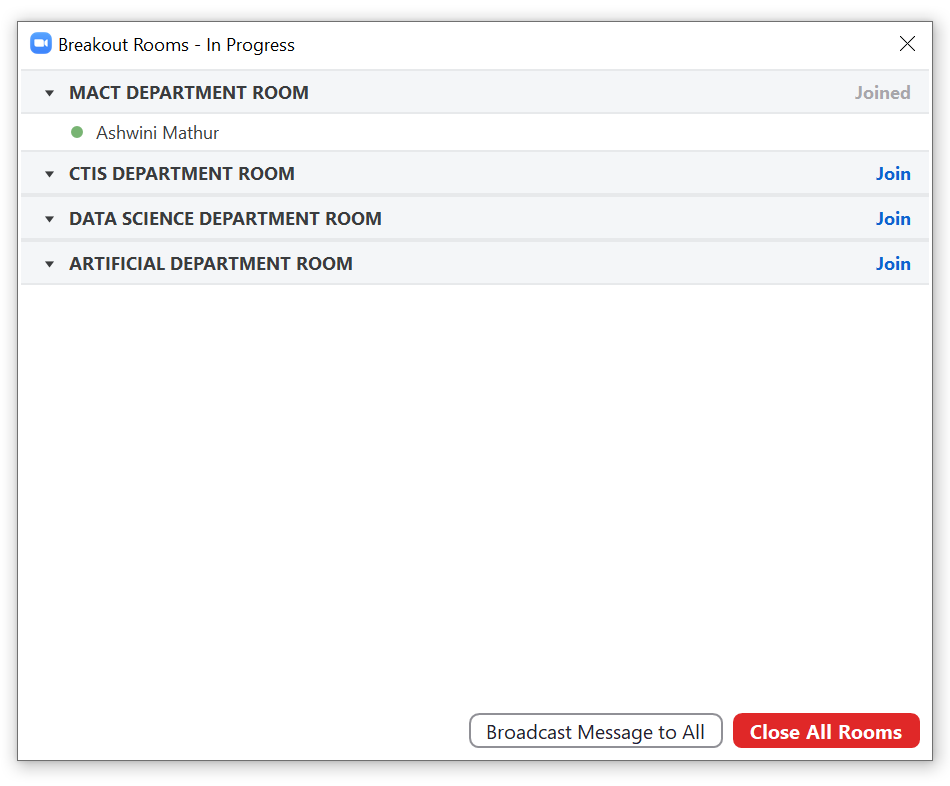 Breakout Rooms - In Progress
MACT DEPARTMENT ROOM Joined
Ashwini Mathur
CTIS DEPARTMENT ROOM Join
DATA SCIENCE DEPARTMENT ROOM Join
ARTIFICIAL DEPARTMENT ROOM Join
Broadcast Message to All Close All Rooms